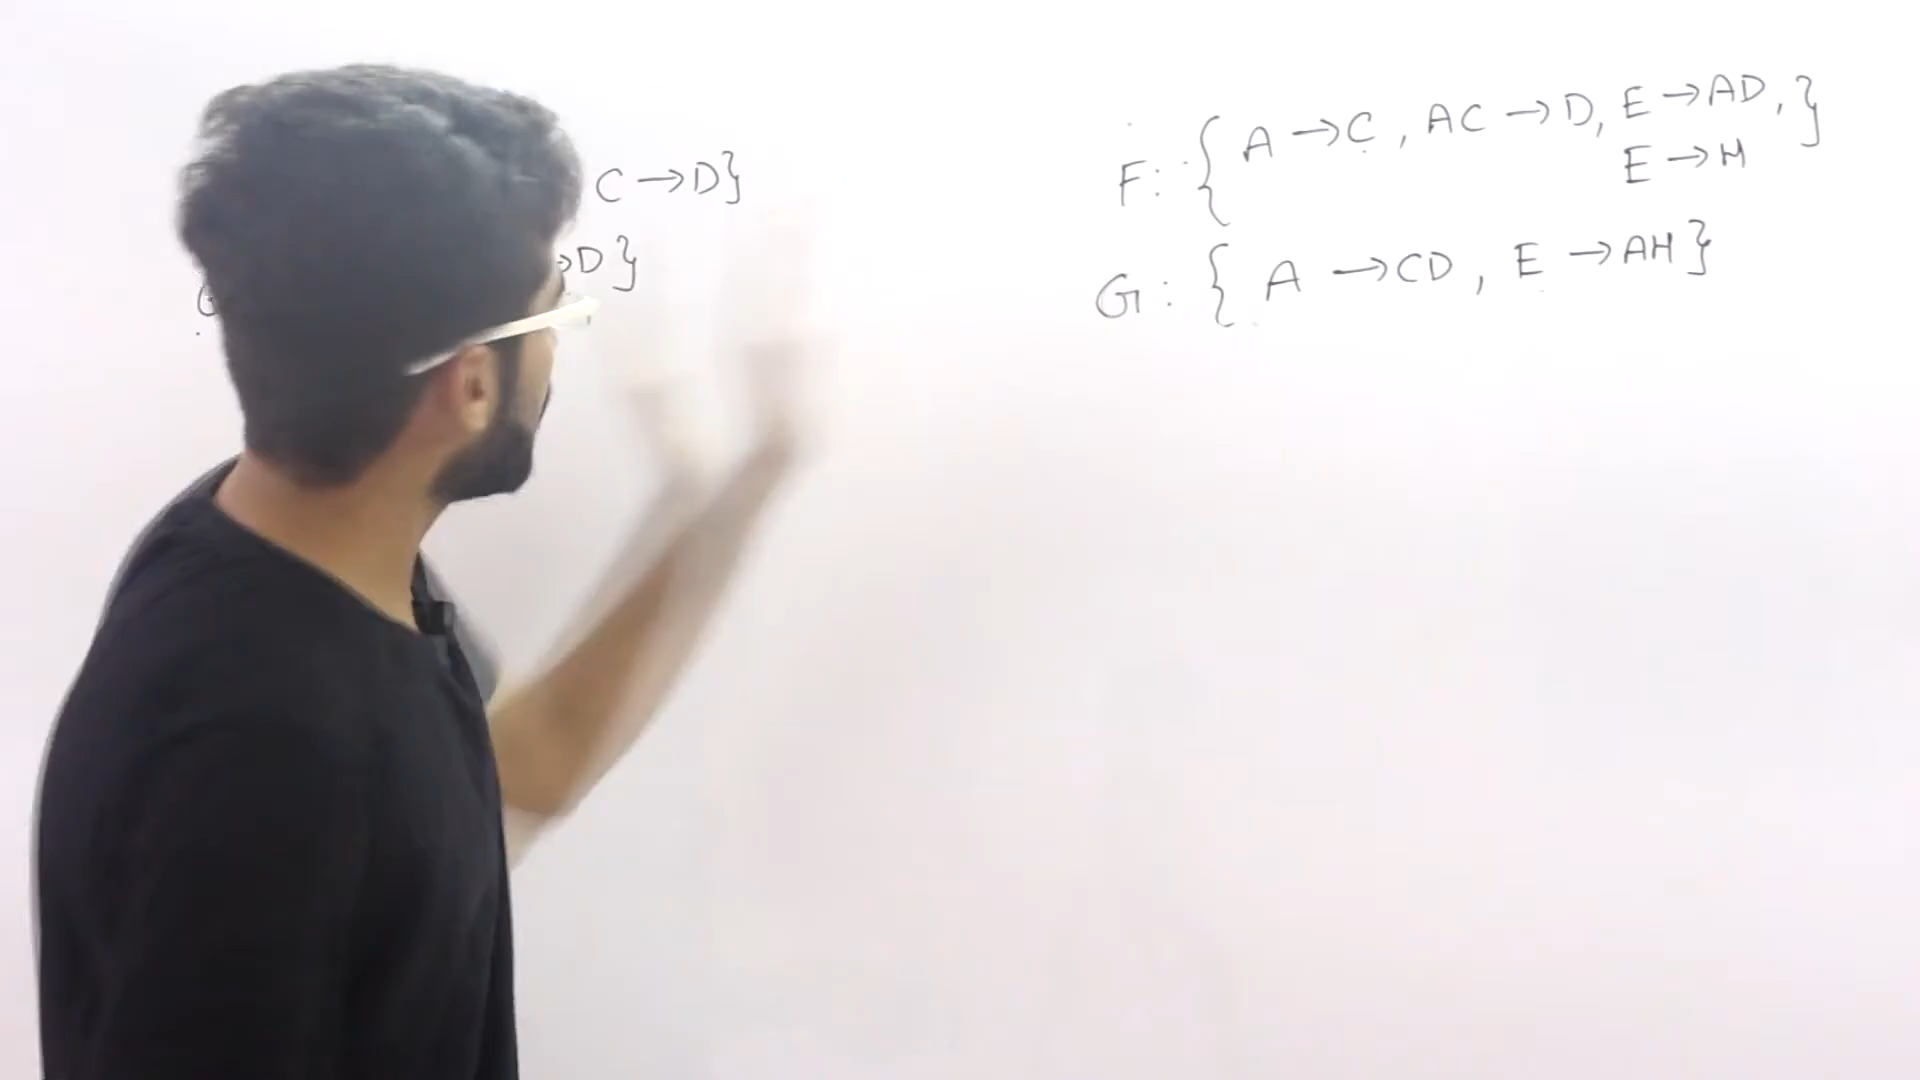 C → D}
→D}
F: { A → C, AC → D, E → AD, }
E → H
G: { A → CD, E → AH }